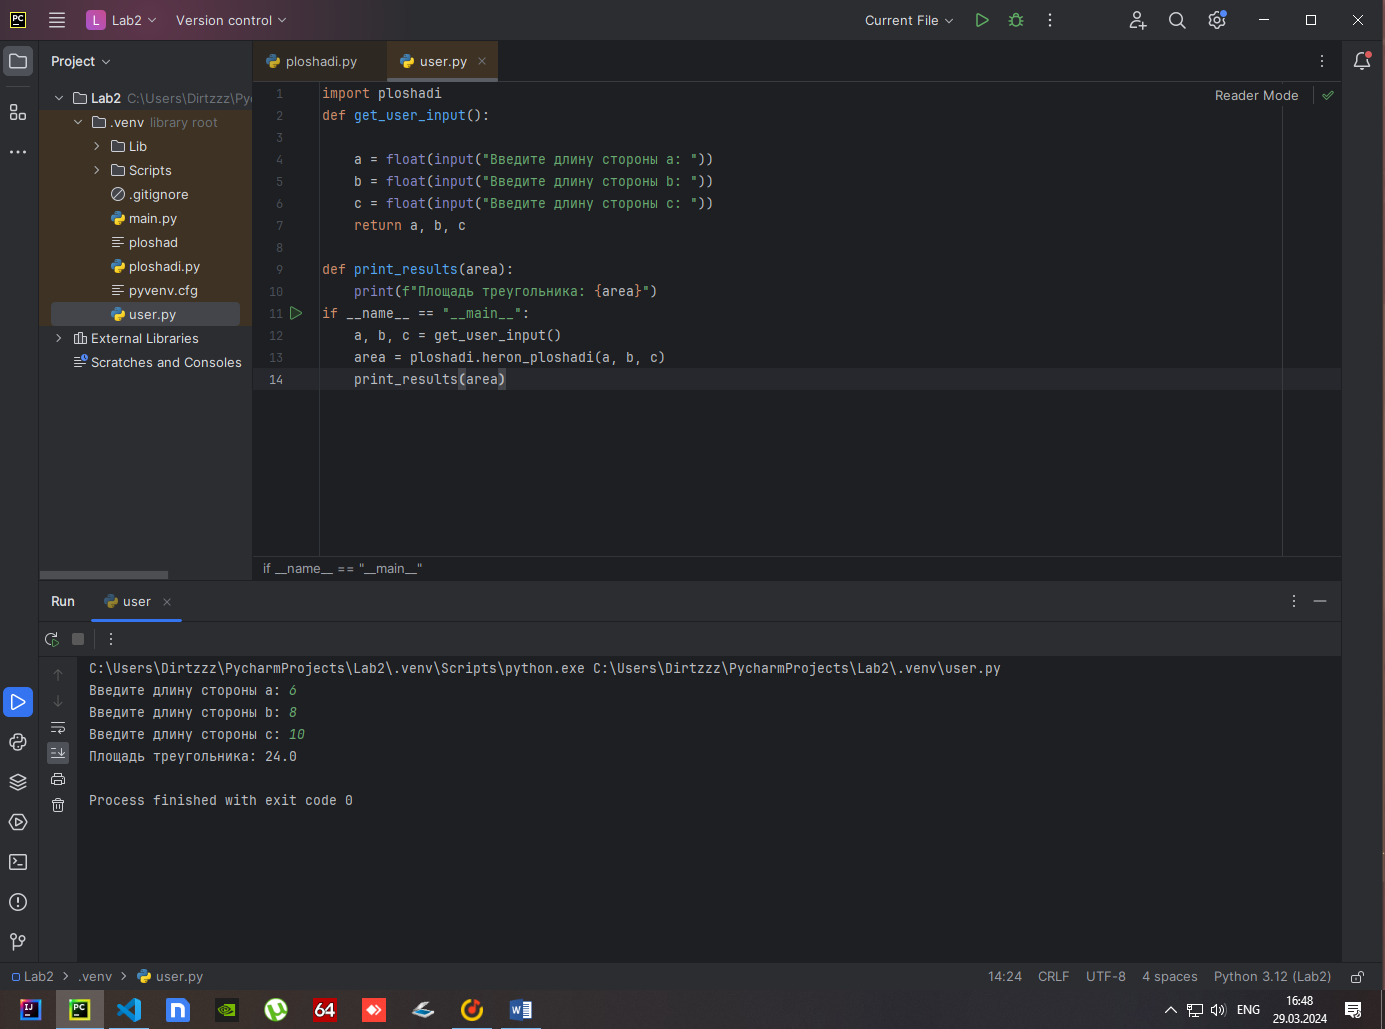 PC
L
Lab2
Version control
Current File
Project
ploshadi.py
user.py
Lab2 C:\Users\Dirtzzz\Pyc
.venv library root
Lib
Scripts
.gitignore
main.py
ploshad
ploshadi.py
pyvenv.cfg
user.py
External Libraries
Scratches and Consoles
Reader Mode
1 import ploshadi
2 def get_user_input():
3
4 a = float(input("Введите длину стороны a: "))
5 b = float(input("Введите длину стороны b: "))
6 c = float(input("Введите длину стороны c: "))
7 return a, b, c
8
9 def print_results(area):
10 print(f"Площадь треугольника: {area}")
11 if __name__ == "__main__":
12 a, b, c = get_user_input()
13 area = ploshadi.heron_ploshadi(a, b, c)
14 print_results(area)
if __name__ == "__main__"
Run
user
C:\Users\Dirtzzz\PycharmProjects\Lab2\.venv\Scripts\python.exe C:\Users\Dirtzzz\PycharmProjects\Lab2\.venv\user.py
Введите длину стороны a: 6
Введите длину стороны b: 8
Введите длину стороны c: 10
Площадь треугольника: 24.0
Process finished with exit code 0
Lab2 > .venv > user.py
14:24 CRLF UTF-8 4 spaces Python 3.12 (Lab2)
IJ
PC
64
ENG
16:48
29.03.2024